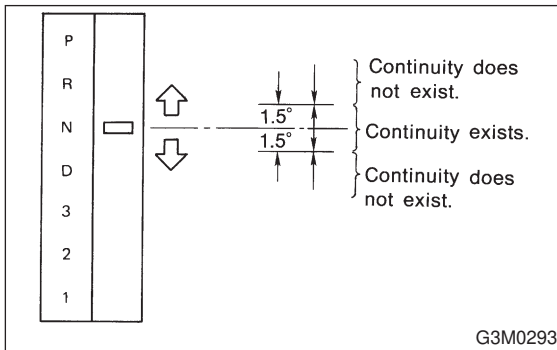 P
R
N
D
3
2
1
1.5°
1.5°
Continuity does
not exist.
Continuity exists.
Continuity does
not exist.
G3M0293